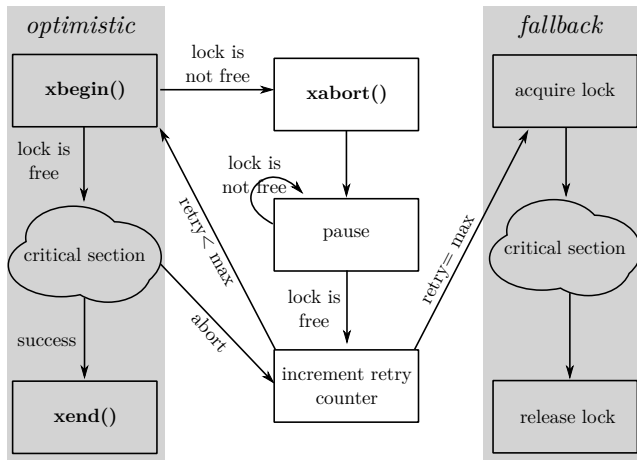 optimistic
fallback
xbegin()
lock is
not free
xabort()
acquire lock
lock is
free
lock is
not free
critical section
pause
critical section
retry< max
retry= max
lock is
free
abort
success
increment retry
counter
xend()
release lock